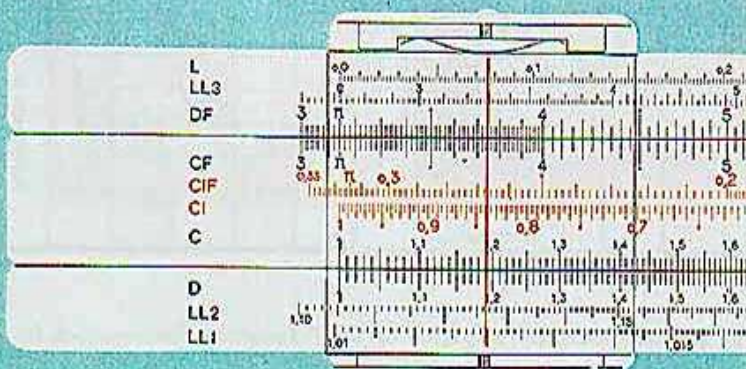 L 0,0 0,1 0,2
LL3 e 3 4 5
DF 3 π 4 5
CF 3 π 4 5
CIF 0,35 π 0,3 0,2
CI 1 0,9 0,8 0,7
C 1 1,1 1,2 1,3 1,4 1,5 1,6
D 1 1,1 1,2 1,3 1,4 1,5 1,6
LL2 1,10 1,15
LL1 1,01 1,015